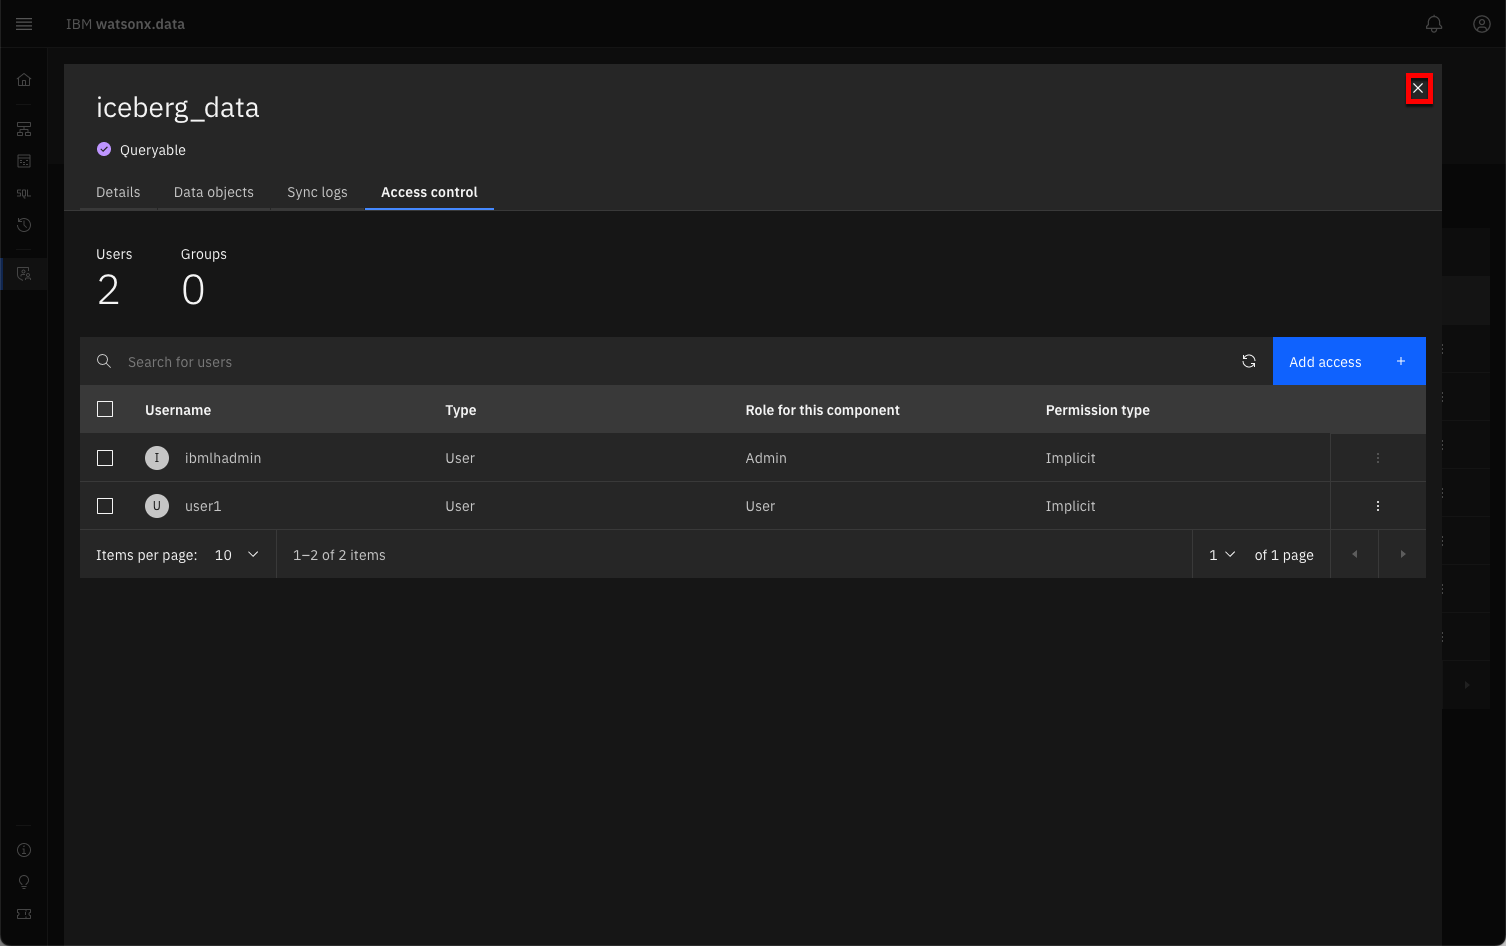 IBM watsonx.data
iceberg_data
Queryable
Details Data objects Sync logs Access control
Users Groups
2 0
Search for users Add access +
Username Type Role for this component Permission type
I ibmlhadmin User Admin Implicit
U user1 User User Implicit
Items per page: 10 1–2 of 2 items 1 of 1 page
SQL